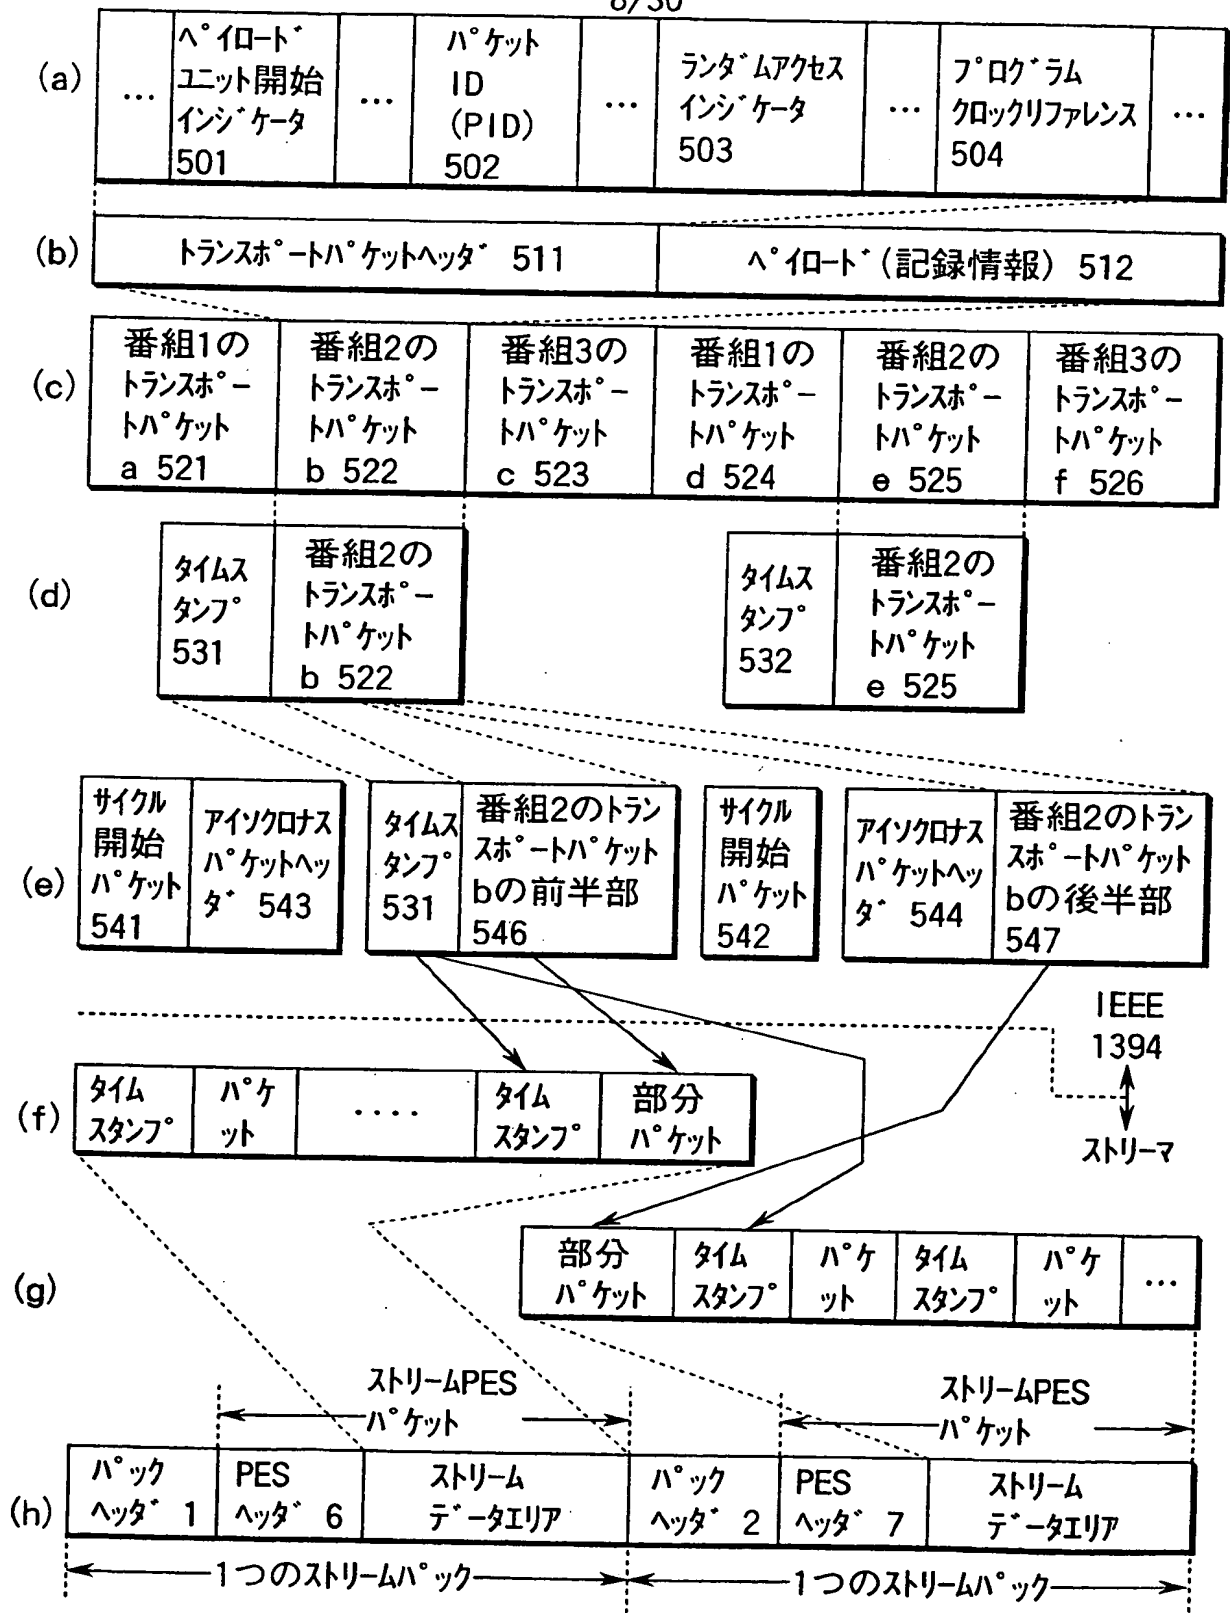 8/30
(a)
…
ペイロード
ユニット開始
インジケータ
501
…
パケット
ID
(PID)
502
…
ランダムアクセス
インジケータ
503
…
プログラム
クロックリファレンス
504
…
(b)
トランスポートパケットヘッダ 511
ペイロード(記録情報) 512
(c)
番組1の
トランスポー
トパケット
a 521
番組2の
トランスポー
トパケット
b 522
番組3の
トランスポー
トパケット
c 523
番組1の
トランスポー
トパケット
d 524
番組2の
トランスポー
トパケット
e 525
番組3の
トランスポー
トパケット
f 526
(d)
タイムス
タンプ
531
番組2の
トランスポー
トパケット
b 522
タイムス
タンプ
532
番組2の
トランスポー
トパケット
e 525
(e)
サイクル
開始
パケット
541
アイソクロナス
パケットヘッ
ダ 543
タイムス
タンプ
531
番組2のトラン
スポートパケット
bの前半部
546
サイクル
開始
パケット
542
アイソクロナス
パケットヘッ
ダ 544
番組2のトラン
スポートパケット
bの後半部
547
IEEE
1394
ストリーマ
(f)
タイム
スタンプ
パケ
ット
....
タイム
スタンプ
部分
パケット
(g)
部分
パケット
タイム
スタンプ
パケ
ット
タイム
スタンプ
パケ
ット
…
ストリームPES
パケット
ストリームPES
パケット
(h)
パック
ヘッダ 1
PES
ヘッダ 6
ストリーム
データエリア
パック
ヘッダ 2
PES
ヘッダ 7
ストリーム
データエリア
1つのストリームパック
1つのストリームパック